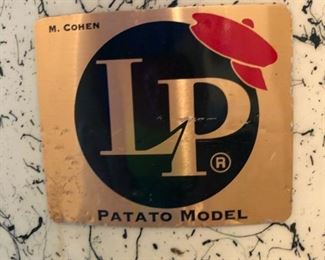 M. COHEN
LP®
PATATO MODEL